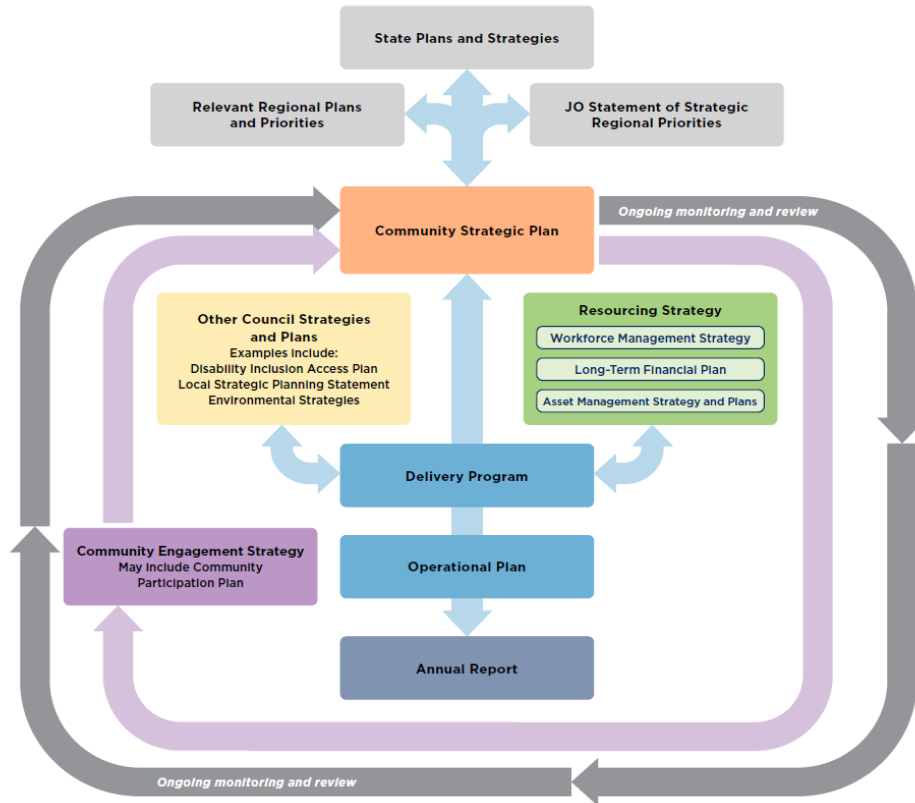 State Plans and Strategies
Relevant Regional Plans
and Priorities
JO Statement of Strategic
Regional Priorities
Community Strategic Plan
Ongoing monitoring and review
Other Council Strategies
and Plans
Examples include:
Disability Inclusion Access Plan
Local Strategic Planning Statement
Environmental Strategies
Resourcing Strategy
Workforce Management Strategy
Long-Term Financial Plan
Asset Management Strategy and Plans
Delivery Program
Community Engagement Strategy
May include Community
Participation Plan
Operational Plan
Annual Report
Ongoing monitoring and review